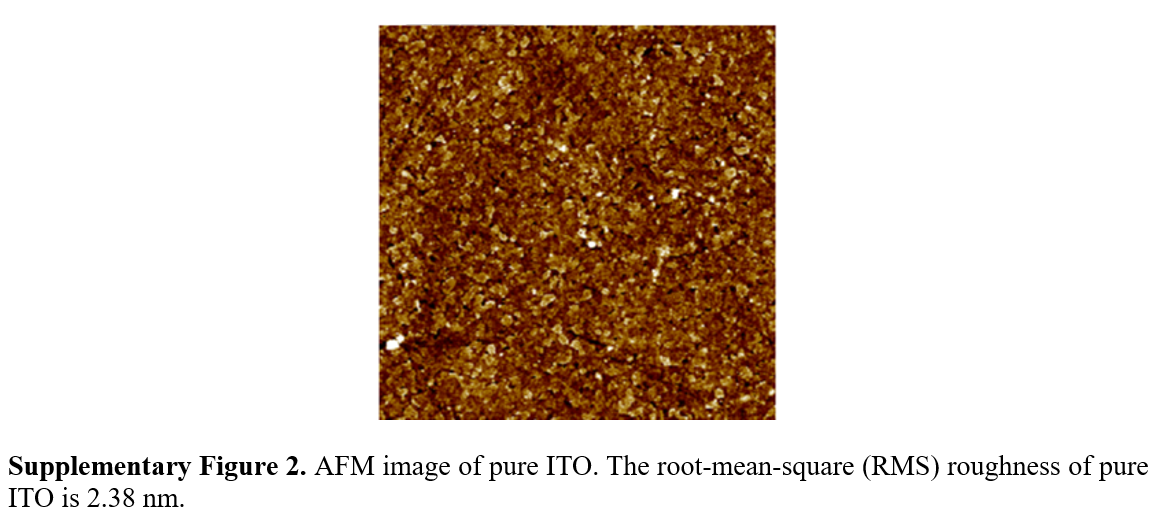 Supplementary Figure 2. AFM image of pure ITO. The root-mean-square (RMS) roughness of pure
ITO is 2.38 nm.